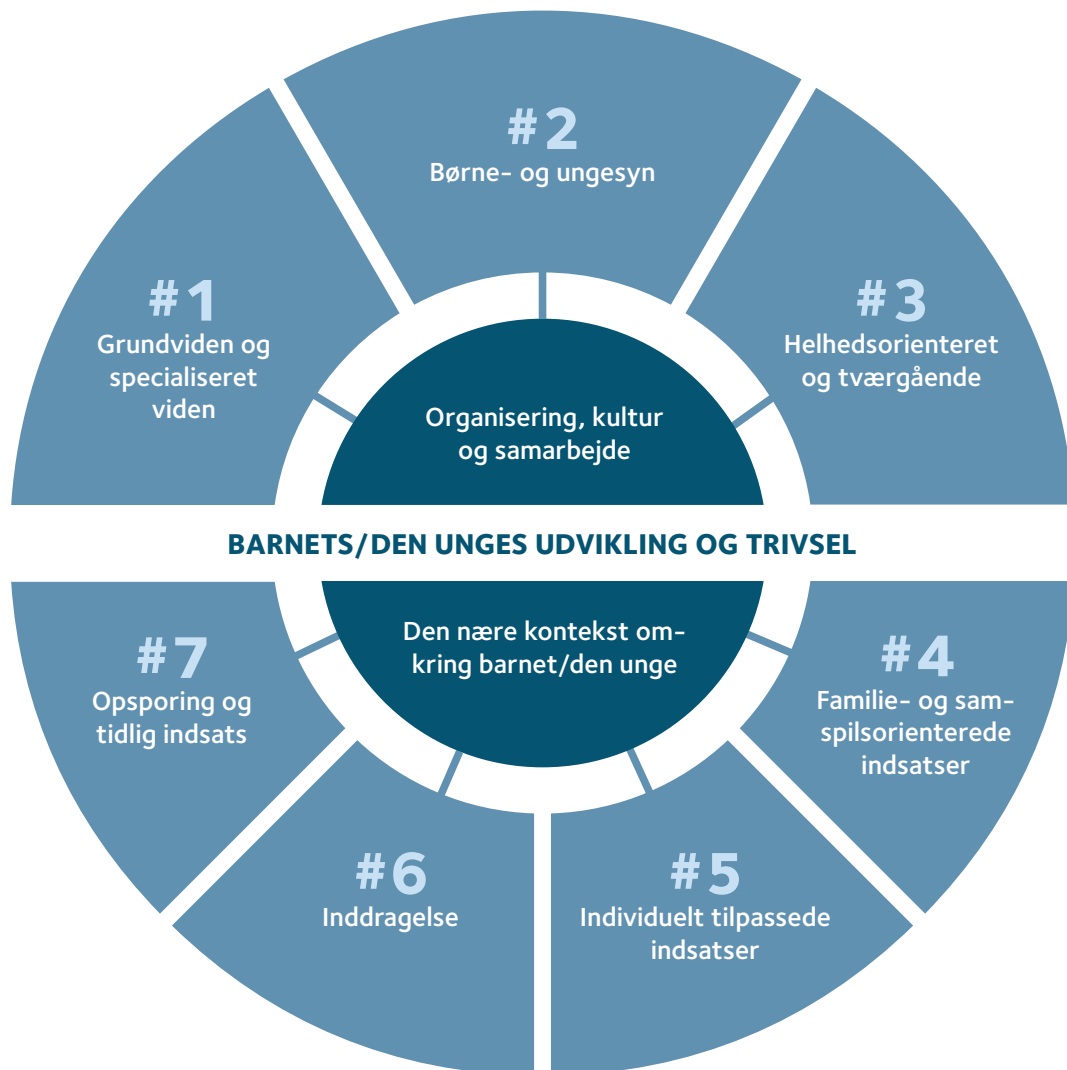 #2
Børne- og ungesyn
#1
Grundviden og
specialiseret
viden
#3
Helhedsorienteret
og tværgående
Organisering, kultur
og samarbejde
BARNETS/DEN UNGES UDVIKLING OG TRIVSEL
Den nære kontekst om-
kring barnet/den unge
#7
Opsporing og
tidlig indsats
#4
Familie- og sam-
spilsorienterede
indsatser
#6
Inddragelse
#5
Individuelt tilpassede
indsatser